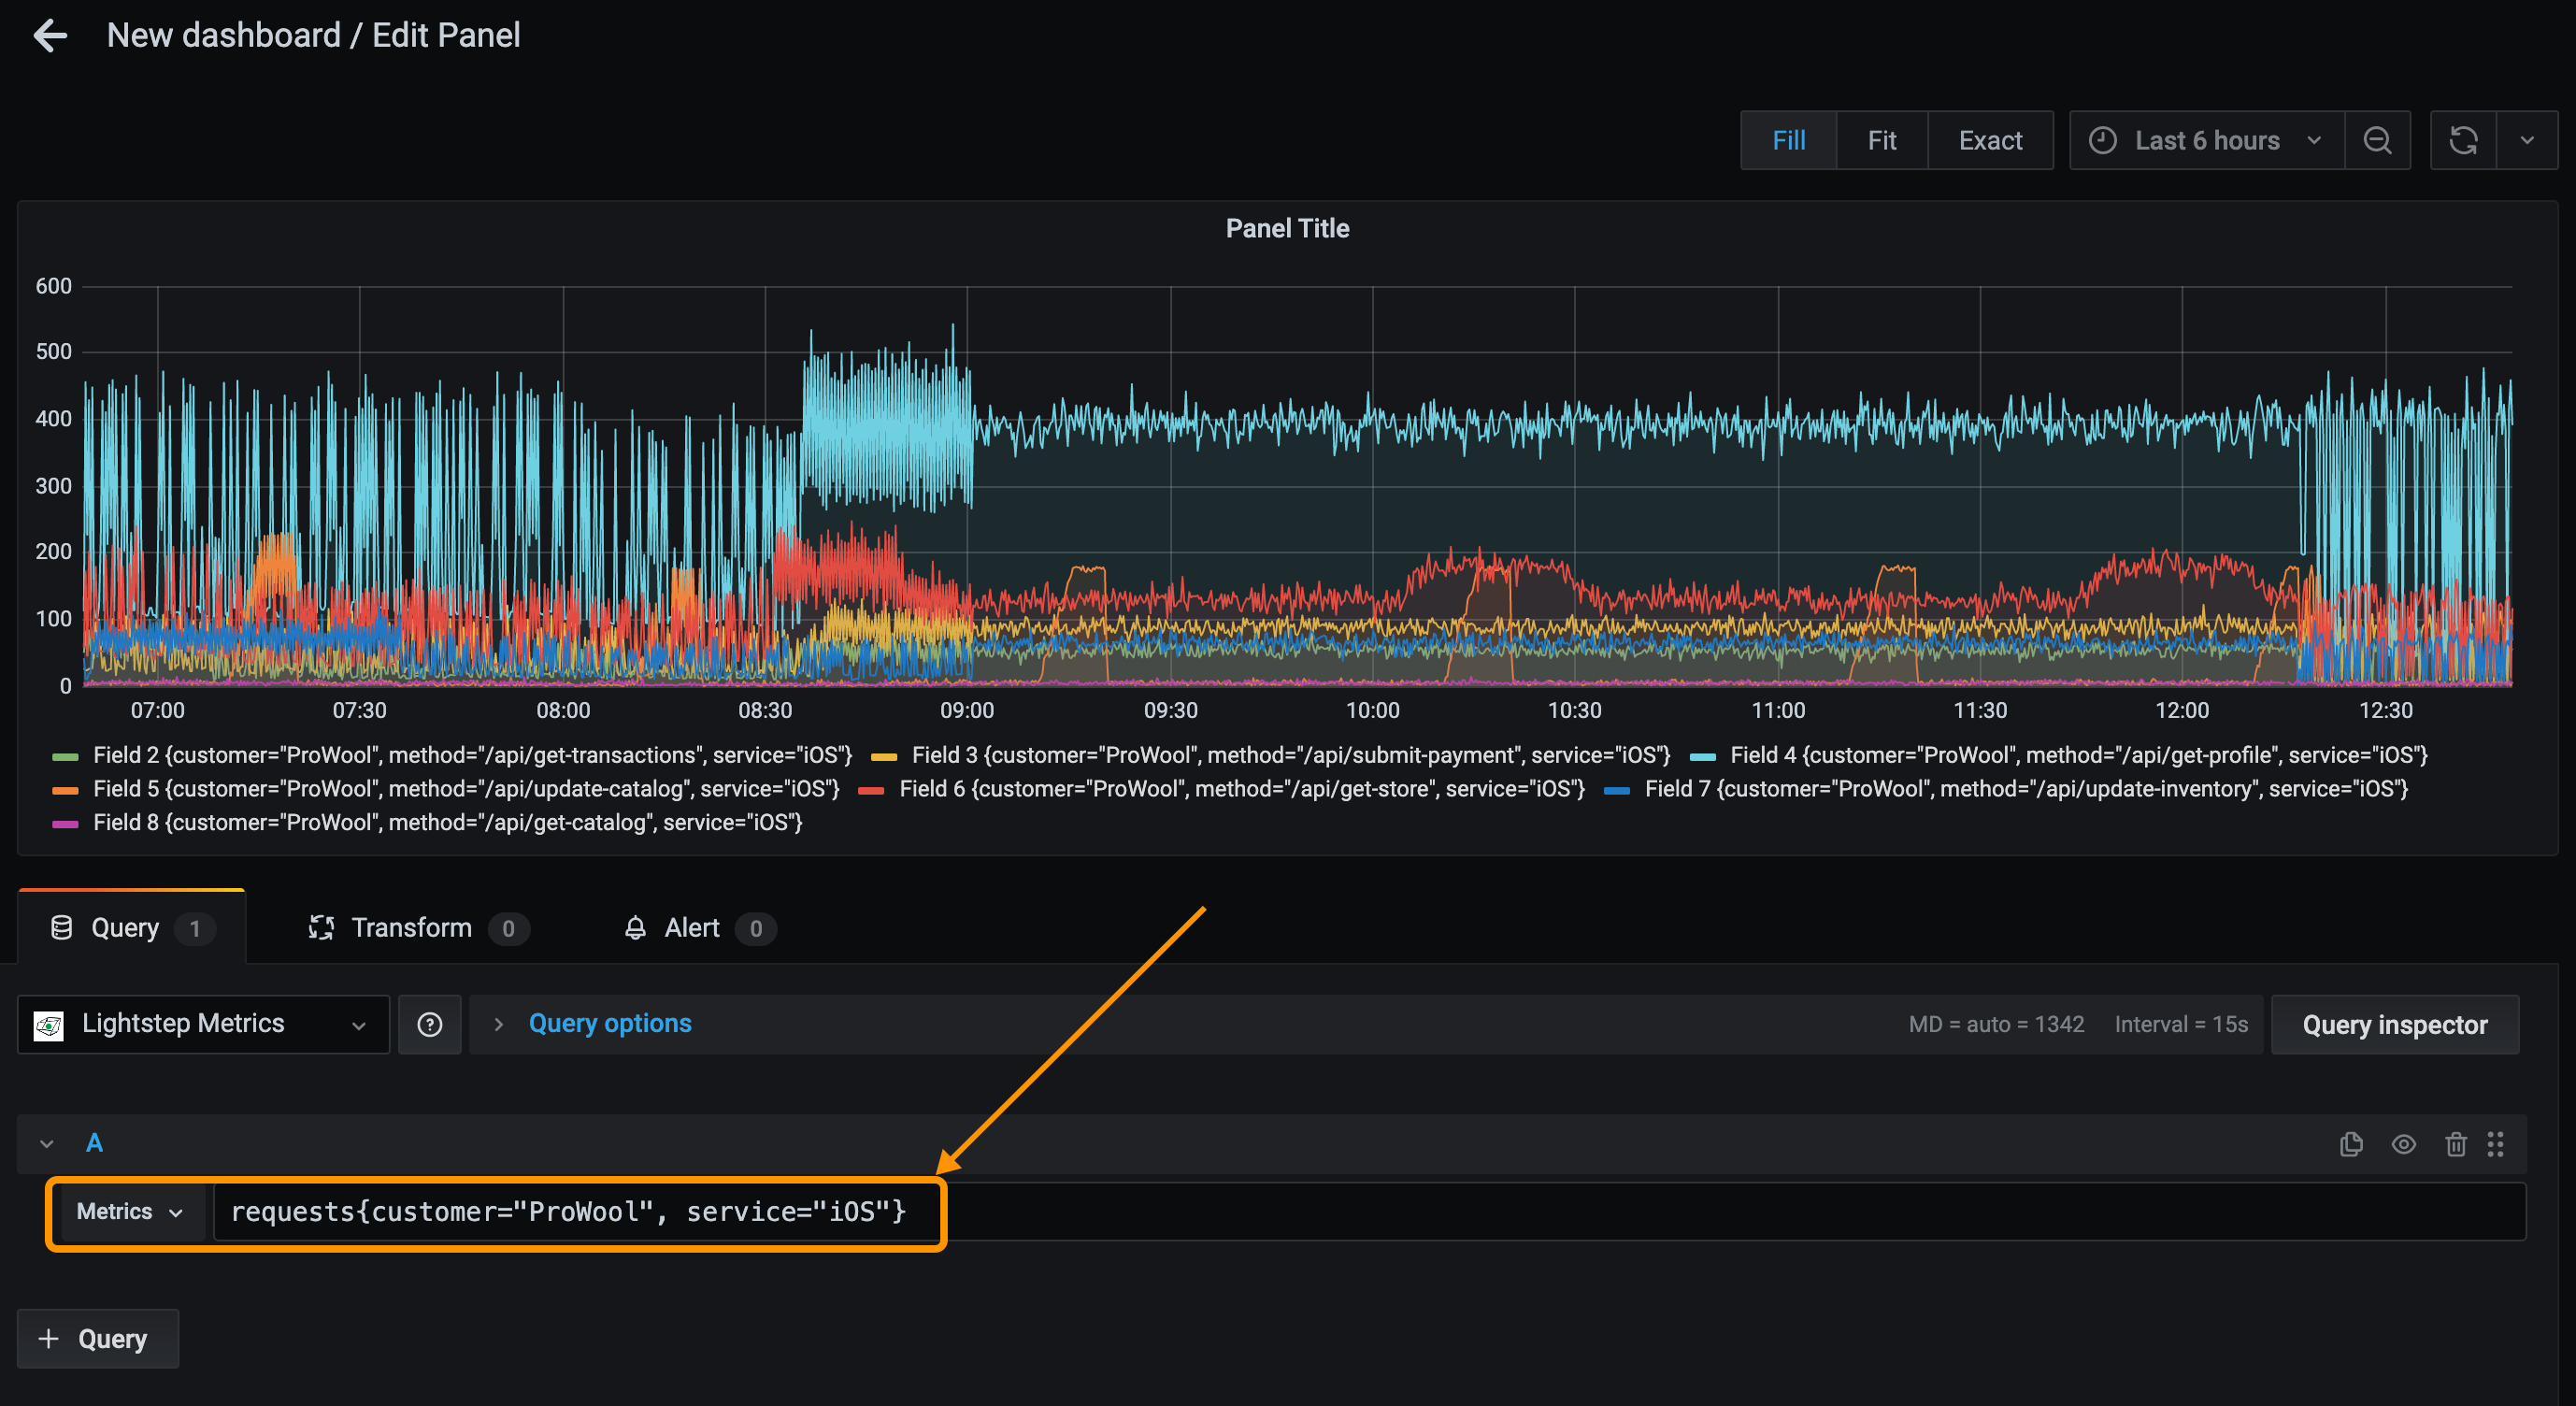 New dashboard / Edit Panel
Fill Fit Exact Last 6 hours
Panel Title
600
500
400
300
200
100
0
07:00 07:30 08:00 08:30 09:00 09:30 10:00 10:30 11:00 11:30 12:00 12:30
Field 2 {customer="ProWool", method="/api/get-transactions", service="iOS"} Field 3 {customer="ProWool", method="/api/submit-payment", service="iOS"} Field 4 {customer="ProWool", method="/api/get-profile", service="iOS"}
Field 5 {customer="ProWool", method="/api/update-catalog", service="iOS"} Field 6 {customer="ProWool", method="/api/get-store", service="iOS"} Field 7 {customer="ProWool", method="/api/update-inventory", service="iOS"}
Field 8 {customer="ProWool", method="/api/get-catalog", service="iOS"}
Query 1 Transform 0 Alert 0
Lightstep Metrics ? > Query options MD = auto = 1342 Interval = 15s Query inspector
A
Metrics requests{customer="ProWool", service="iOS"}
+ Query